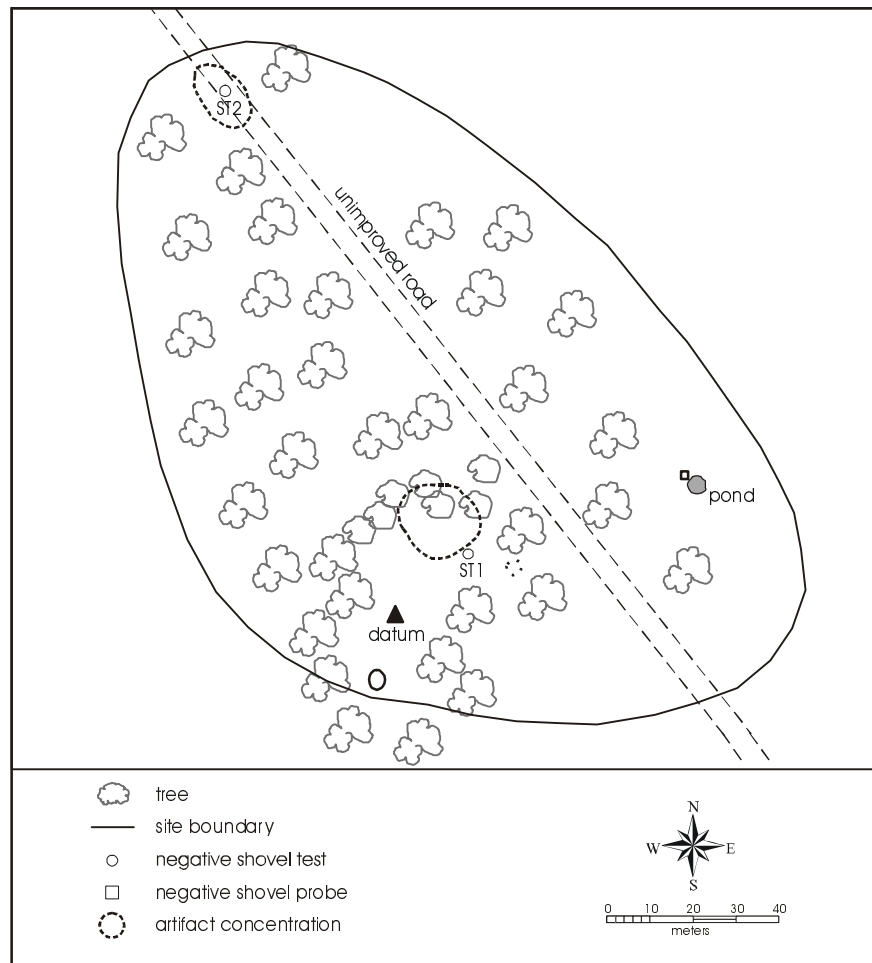 ST2
unimproved road
pond
ST1
datum
tree
site boundary
negative shovel test
negative shovel probe
artifact concentration
N
W E
S
0 10 20 30 40
meters